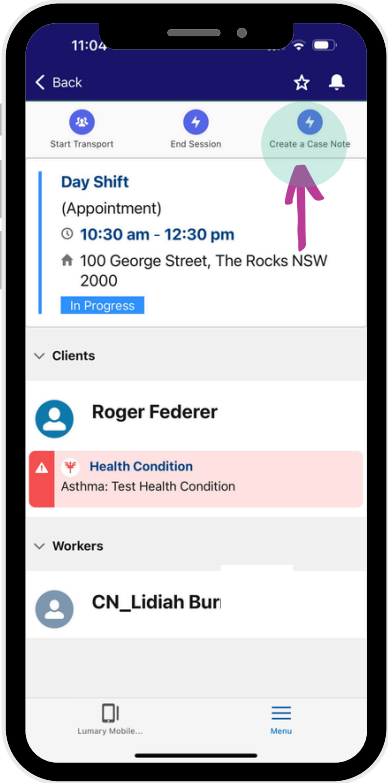 11:04
Back
Start Transport
End Session
Create a Case Note
Day Shift
(Appointment)
10:30 am - 12:30 pm
100 George Street, The Rocks NSW
2000
In Progress
Clients
Roger Federer
Health Condition
Asthma: Test Health Condition
Workers
CN_Lidiah
Lumary Mobile...
Menu